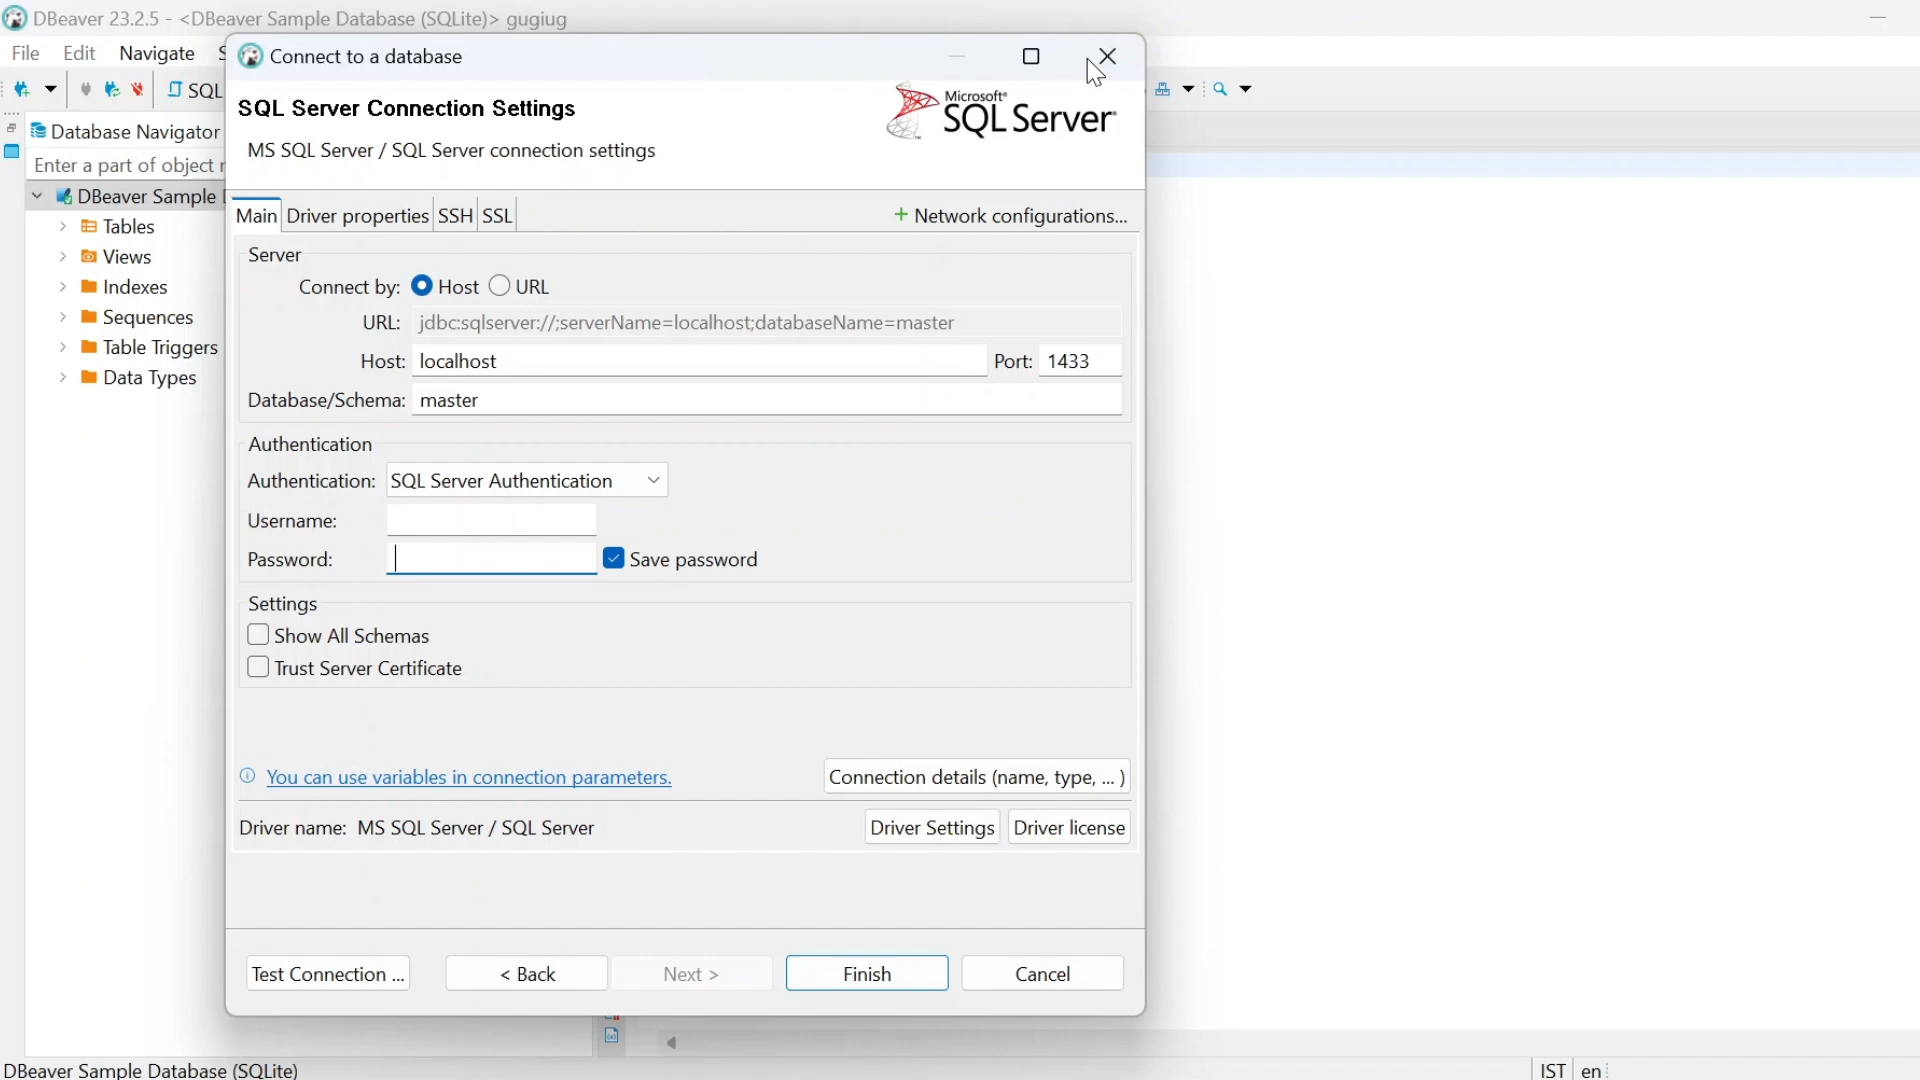 DBeaver 23.2.5 - <DBeaver Sample Database (SQLite)> gugiug
File Edit Navigate
SQL
Database Navigator
Enter a part of object
DBeaver Sample
Tables
Views
Indexes
Sequences
Table Triggers
Data Types
Connect to a database
SQL Server Connection Settings
MS SQL Server / SQL Server connection settings
Microsoft®
SQL Server
Main Driver properties SSH SSL + Network configurations...
Server
Connect by: Host URL
URL: jdbc:sqlserver://;serverName=localhost;databaseName=master
Host: localhost Port: 1433
Database/Schema: master
Authentication
Authentication: SQL Server Authentication
Username:
Password: Save password
Settings
Show All Schemas
Trust Server Certificate
You can use variables in connection parameters. Connection details (name, type, ... )
Driver name: MS SQL Server / SQL Server Driver Settings Driver license
Test Connection ... < Back Next > Finish Cancel
DBeaver Sample Database (SQLite) IST en